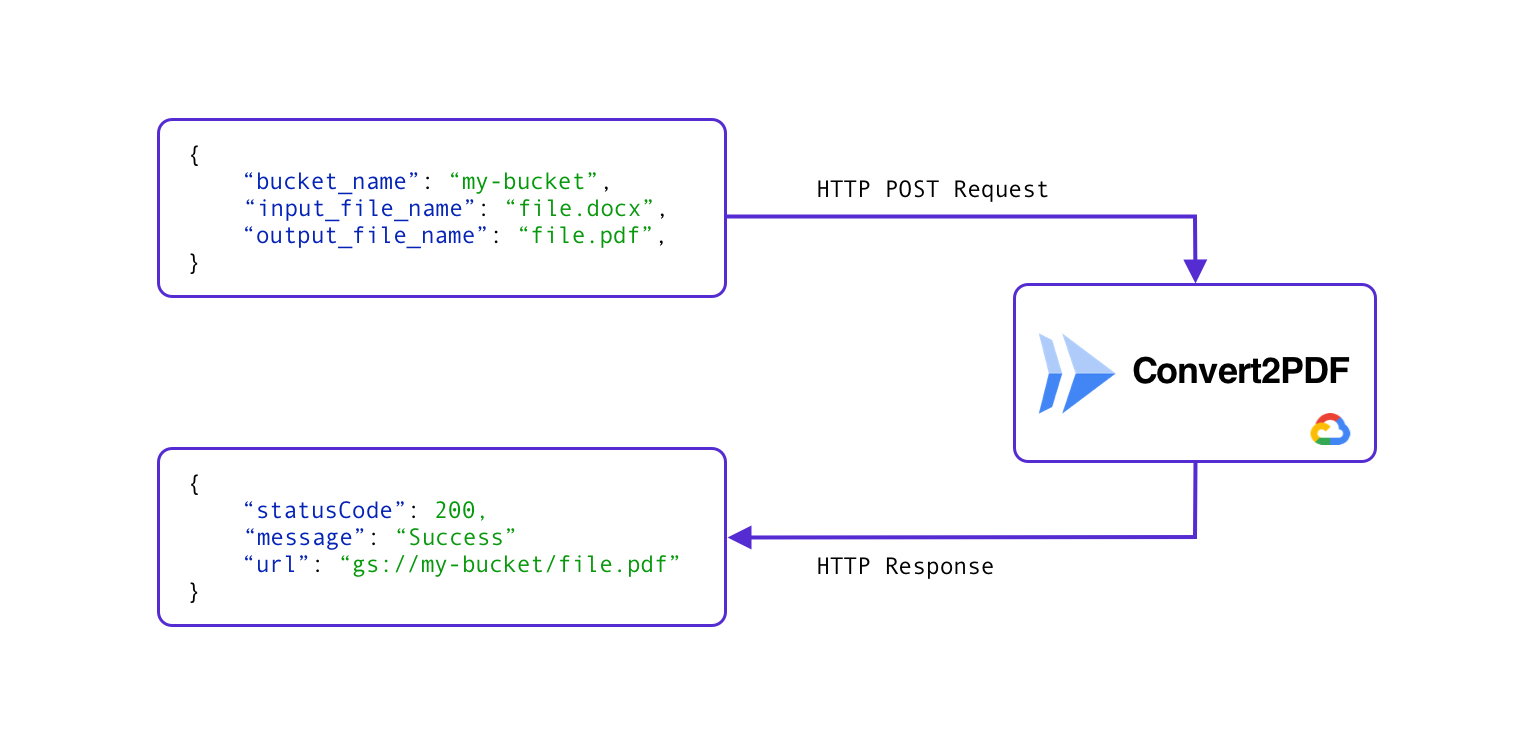 {
“bucket_name”: “my-bucket”,
“input_file_name”: “file.docx”,
“output_file_name”: “file.pdf”,
}
HTTP POST Request
Convert2PDF
{
“statusCode”: 200,
“message”: “Success”
“url”: “gs://my-bucket/file.pdf”
}
HTTP Response